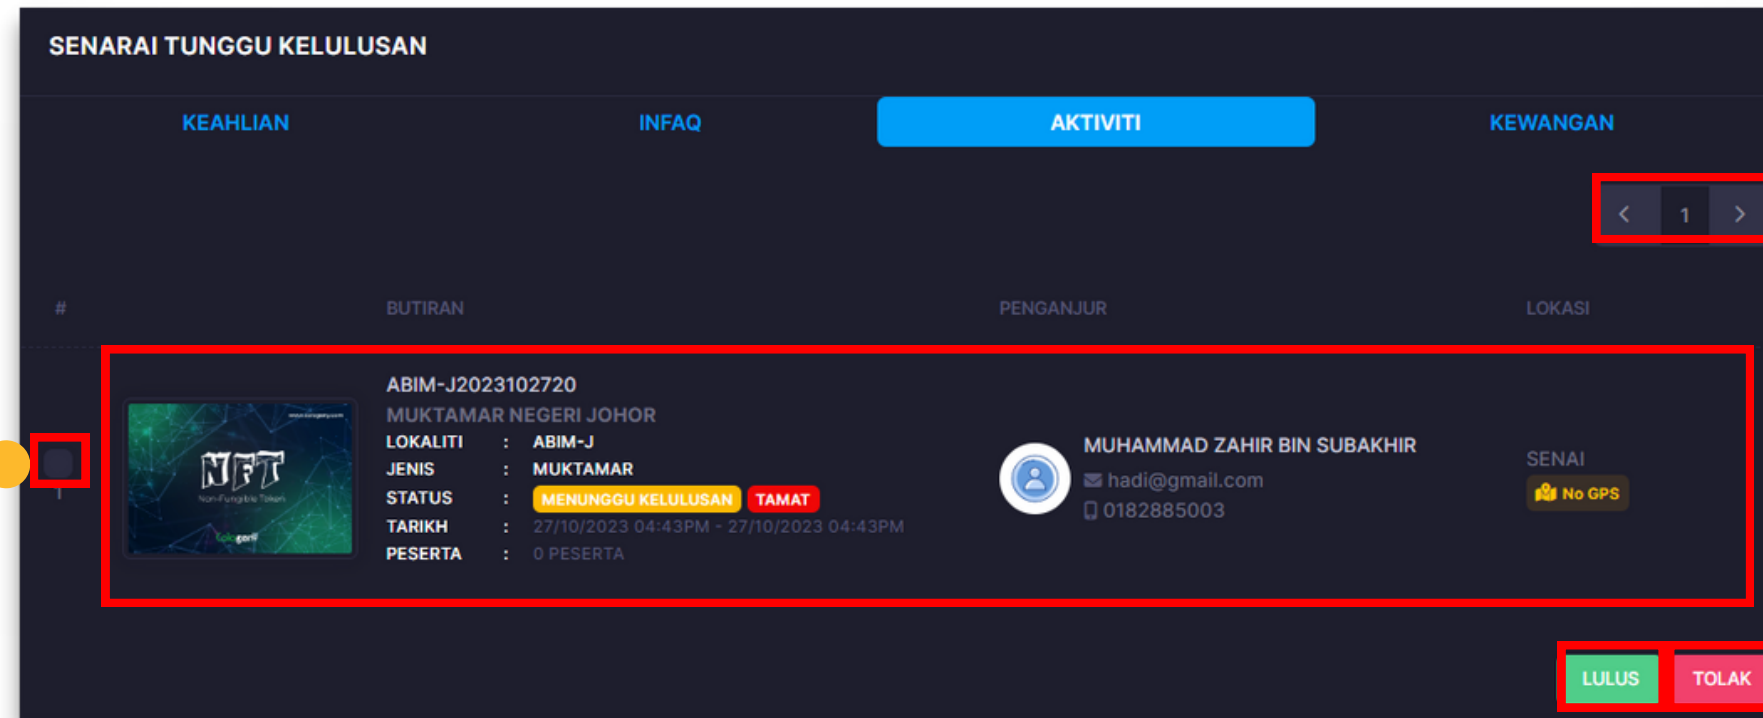 SENARAI TUNGGU KELULUSAN
KEAHLIAN INFAQ AKTIVITI KEWANGAN
< 1 >
# BUTIRAN PENGANJUR LOKASI
1
NFT
Non-Fungible Token
ABIM-J2023102720
MUKTAMAR NEGERI JOHOR
LOKALITI : ABIM-J
JENIS : MUKTAMAR
STATUS : MENUNGGU KELULUSAN TAMAT
TARIKH : 27/10/2023 04:43PM - 27/10/2023 04:43PM
PESERTA : 0 PESERTA
MUHAMMAD ZAHIR BIN SUBAKHIR
hadi@gmail.com
0182885003
SENAI
No GPS
LULUS TOLAK